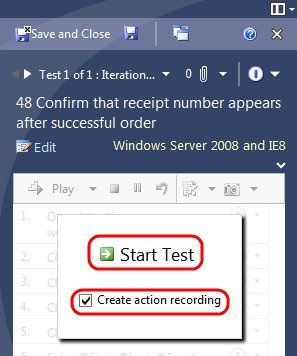 Save and Close
Test 1 of 1 : Iteration... 0
48 Confirm that receipt number appears
after successful order
Edit Windows Server 2008 and IE8
Play
1.
2.
3.
4.
5.
Start Test
Create action recording